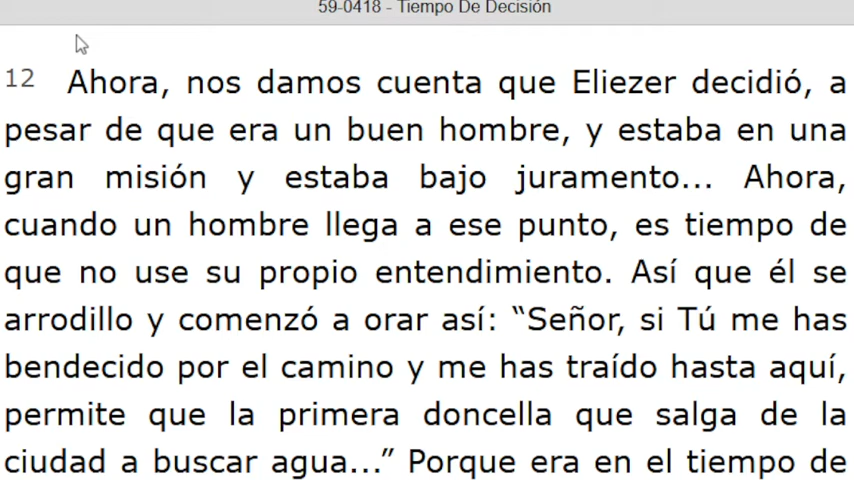 59-0418 - Tiempo De Decisión
12 Ahora, nos damos cuenta que Eliezer decidió, a
pesar de que era un buen hombre, y estaba en una
gran misión y estaba bajo juramento... Ahora,
cuando un hombre llega a ese punto, es tiempo de
que no use su propio entendimiento. Así que él se
arrodillo y comenzó a orar así: “Señor, si Tú me has
bendecido por el camino y me has traído hasta aquí,
permite que la primera doncella que salga de la
ciudad a buscar agua...” Porque era en el tiempo de